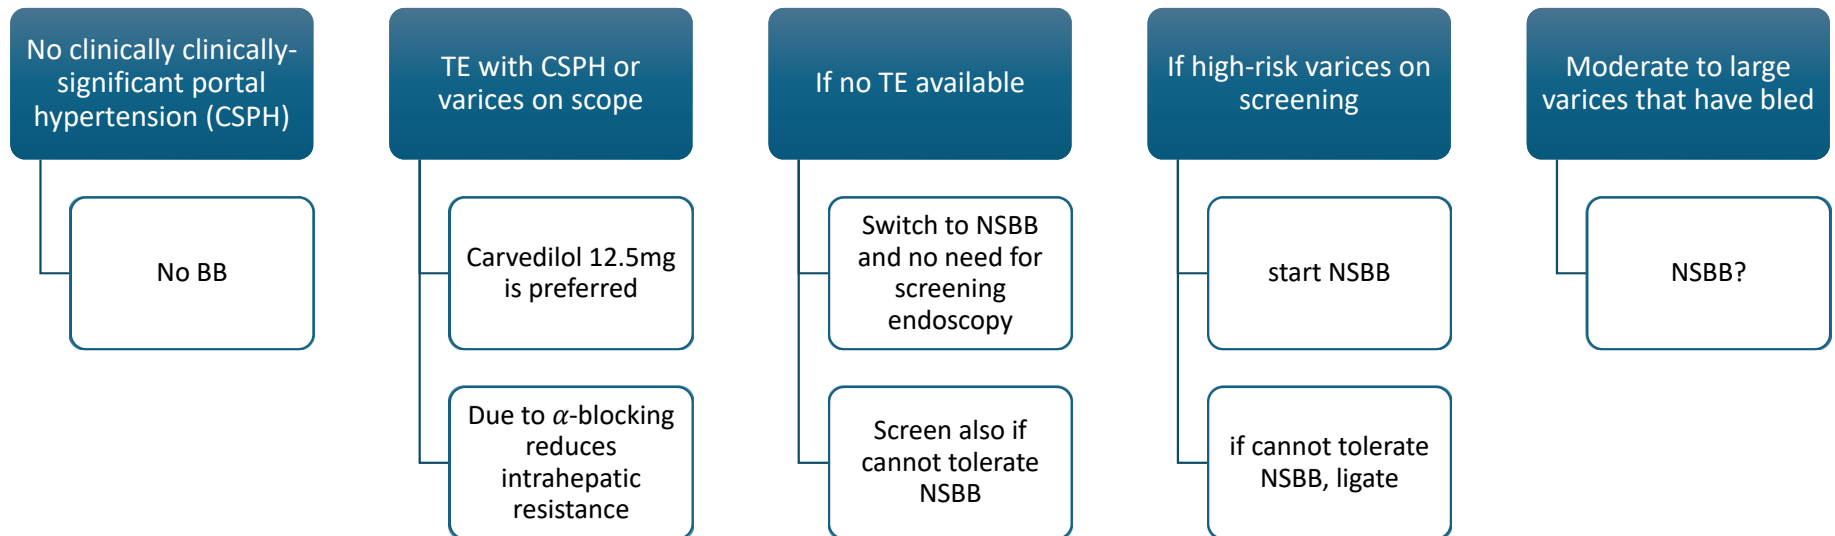 No clinically clinically-
significant portal
hypertension (CSPH)
No BB
TE with CSPH or
varices on scope
Carvedilol 12.5mg
is preferred
Due to 𝛼-blocking
reduces
intrahepatic
resistance
If no TE available
Switch to NSBB
and no need for
screening
endoscopy
Screen also if
cannot tolerate
NSBB
If high-risk varices on
screening
start NSBB
if cannot tolerate
NSBB, ligate
Moderate to large
varices that have bled
NSBB?